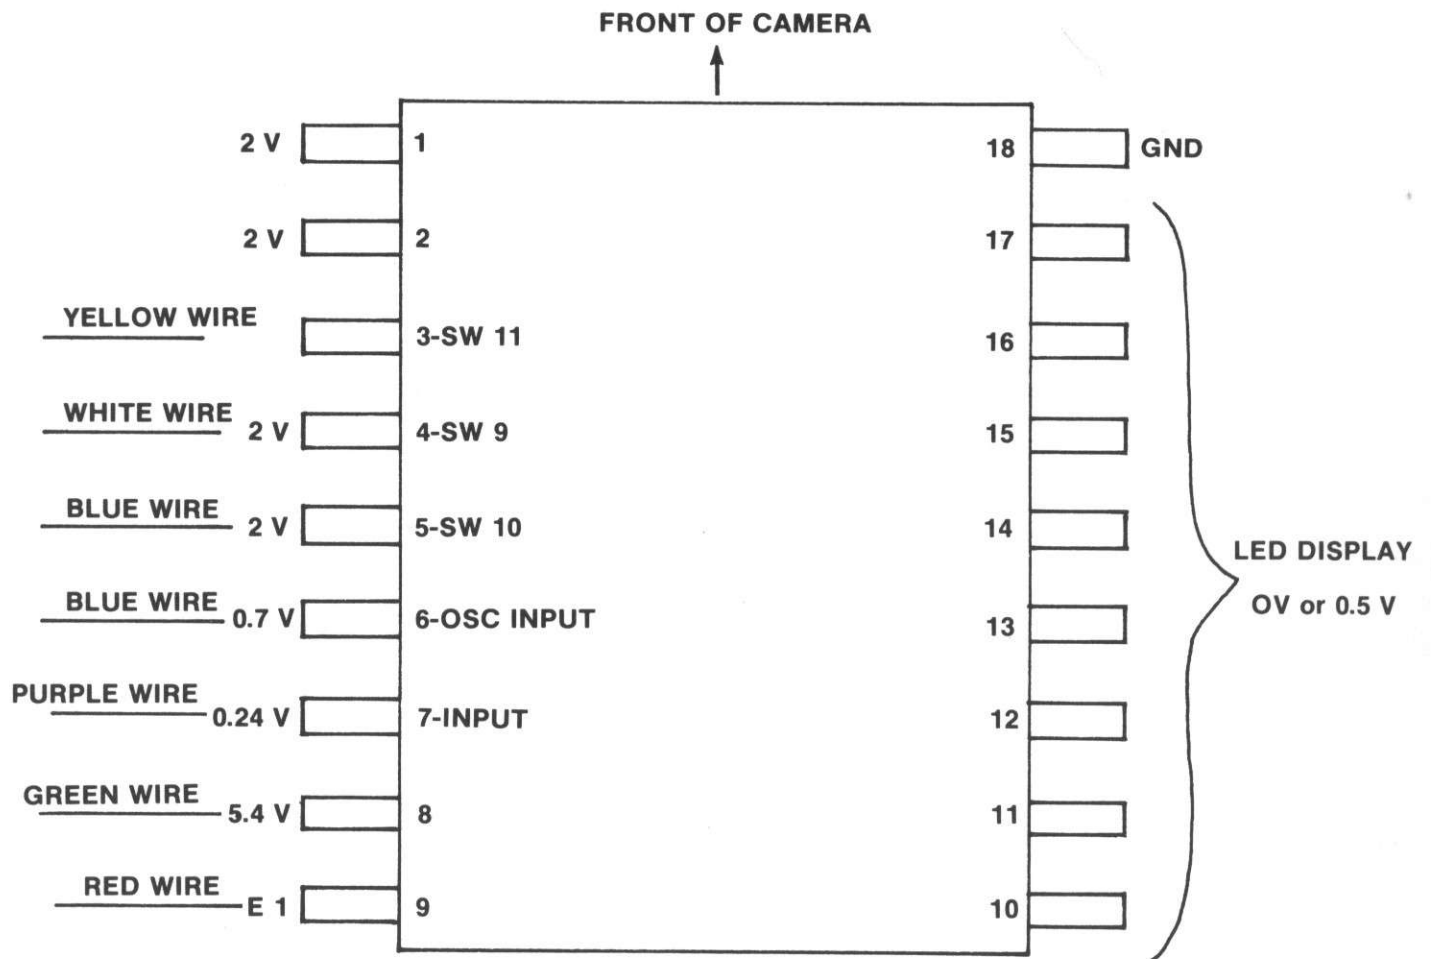 FRONT OF CAMERA
2 V 1 18 GND
2 V 2 17
YELLOW WIRE
3-SW 11 16
WHITE WIRE
2 V 4-SW 9 15
BLUE WIRE
2 V 5-SW 10 14
LED DISPLAY
BLUE WIRE
0.7 V 6-OSC INPUT 13
OV or 0.5 V
PURPLE WIRE
0.24 V 7-INPUT 12
GREEN WIRE
5.4 V 8 11
RED WIRE
E 1 9 10